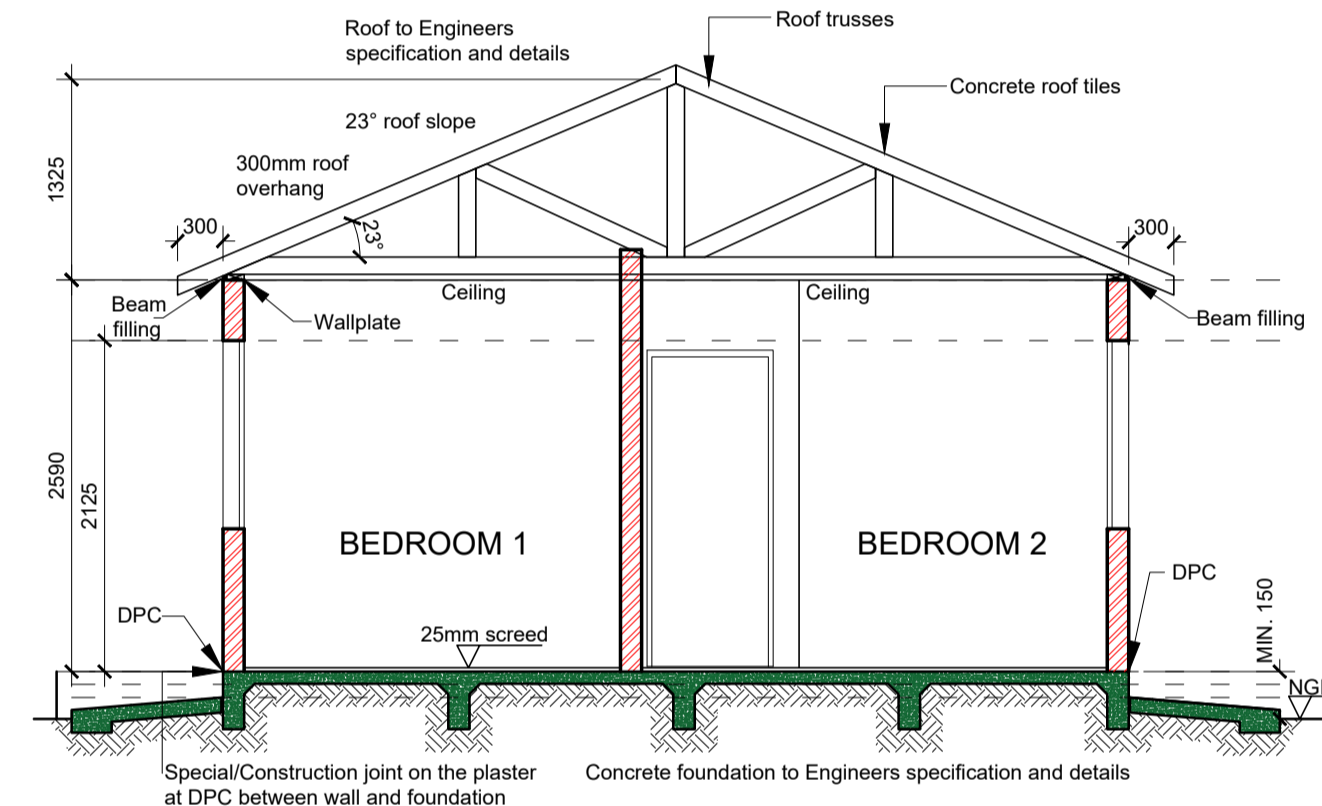 Roof to Engineers
specification and details
Roof trusses
Concrete roof tiles
23° roof slope
300mm roof
overhang
1325
300
23°
300
Ceiling
Ceiling
Beam
filling
Wallplate
Beam filling
2590
2125
BEDROOM 1
BEDROOM 2
DPC
25mm screed
DPC
MIN. 150
Special/Construction joint on the plaster
at DPC between wall and foundation
Concrete foundation to Engineers specification and details